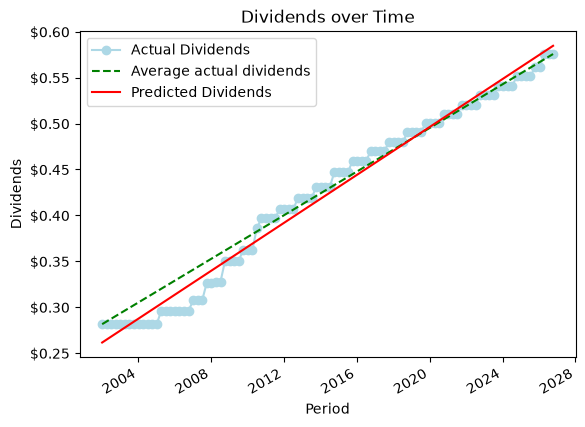 Dividends over Time
Actual Dividends
Average actual dividends
Predicted Dividends
$0.60
$0.55
$0.50
$0.45
$0.40
$0.35
$0.30
$0.25
Dividends
2004
2008
2012
2016
2020
2024
2028
Period